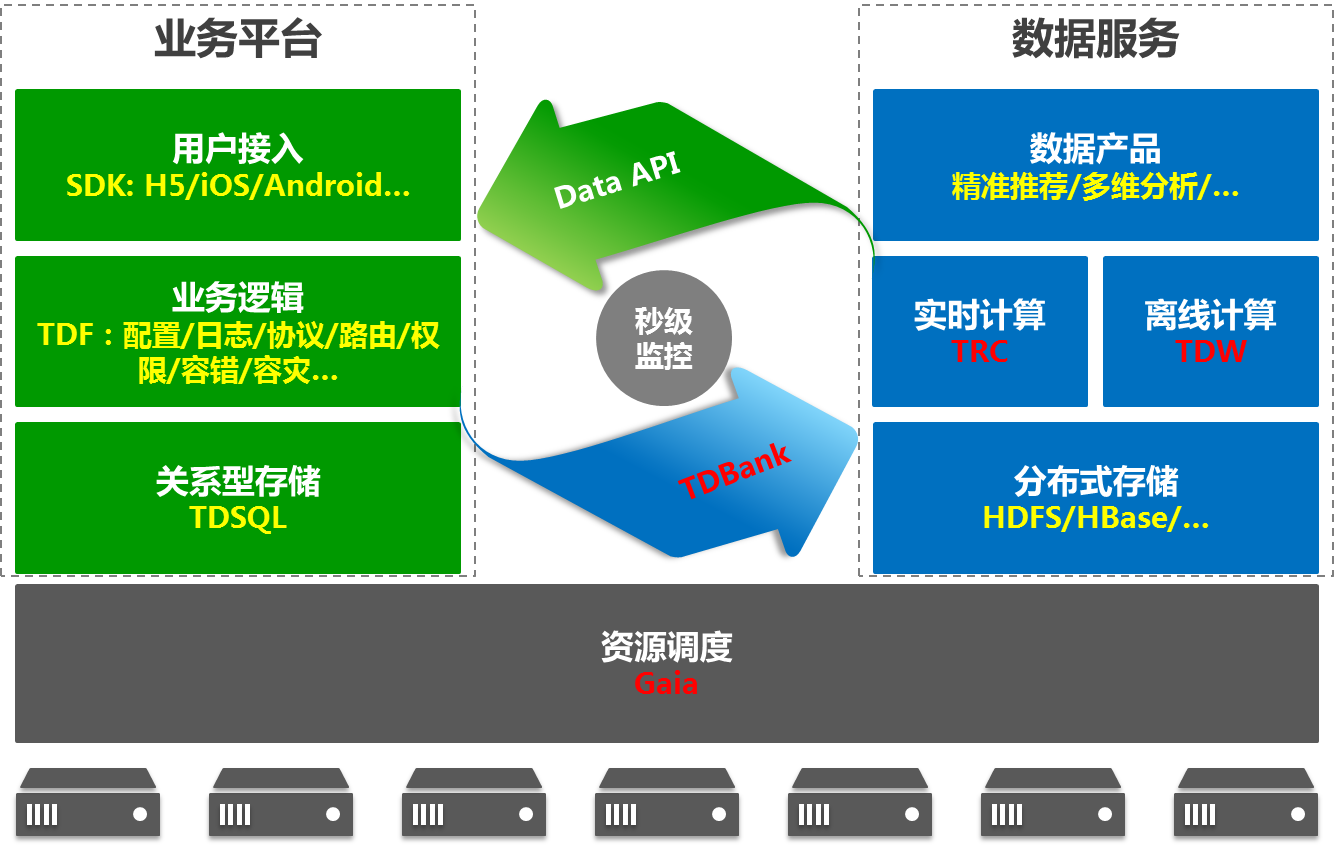 业务平台
用户接入
SDK: H5/iOS/Android...
业务逻辑
TDF：配置/日志/协议/路由/权
限/容错/容灾...
关系型存储
TDSQL
Data API
秒级
监控
TDBank
数据服务
数据产品
精准推荐/多维分析/...
实时计算
TRC
离线计算
TDW
分布式存储
HDFS/HBase/...
资源调度
Gaia